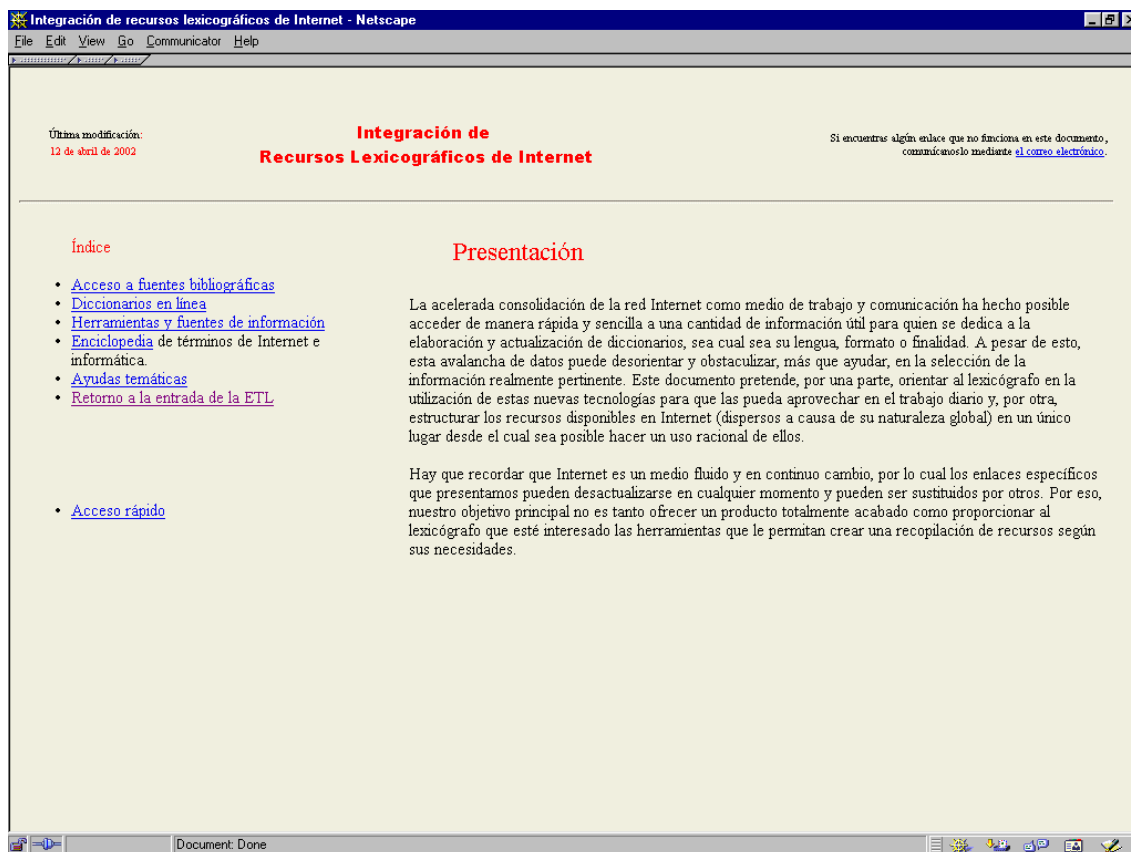 Integración de recursos lexicográficos de Internet - Netscape
File Edit View Go Communicator Help
Última modificación:
12 de abril de 2002
Integración de
Recursos Lexicográficos de Internet
Si encuentras algún enlace que no funciona en este documento,
comunícanoslo mediante el correo electrónico.
Índice
• Acceso a fuentes bibliográficas
• Diccionarios en línea
• Herramientas y fuentes de información
• Enciclopedia de términos de Internet e
informática.
• Ayudas temáticas
• Retorno a la entrada de la ETL
• Acceso rápido
Presentación
La acelerada consolidación de la red Internet como medio de trabajo y comunicación ha hecho posible
acceder de manera rápida y sencilla a una cantidad de información útil para quien se dedica a la
elaboración y actualización de diccionarios, sea cual sea su lengua, formato o finalidad. A pesar de esto,
esta avalancha de datos puede desorientar y obstaculizar, más que ayudar, en la selección de la
información realmente pertinente. Este documento pretende, por una parte, orientar al lexicógrafo en la
utilización de estas nuevas tecnologías para que las pueda aprovechar en el trabajo diario y, por otra,
estructurar los recursos disponibles en Internet (dispersos a causa de su naturaleza global) en un único
lugar desde el cual sea posible hacer un uso racional de ellos.
Hay que recordar que Internet es un medio fluido y en continuo cambio, por lo cual los enlaces específicos
que presentamos pueden desactualizarse en cualquier momento y pueden ser sustituidos por otros. Por eso,
nuestro objetivo principal no es tanto ofrecer un producto totalmente acabado como proporcionar al
lexicógrafo que esté interesado las herramientas que le permitan crear una recopilación de recursos según
sus necesidades.
Document: Done